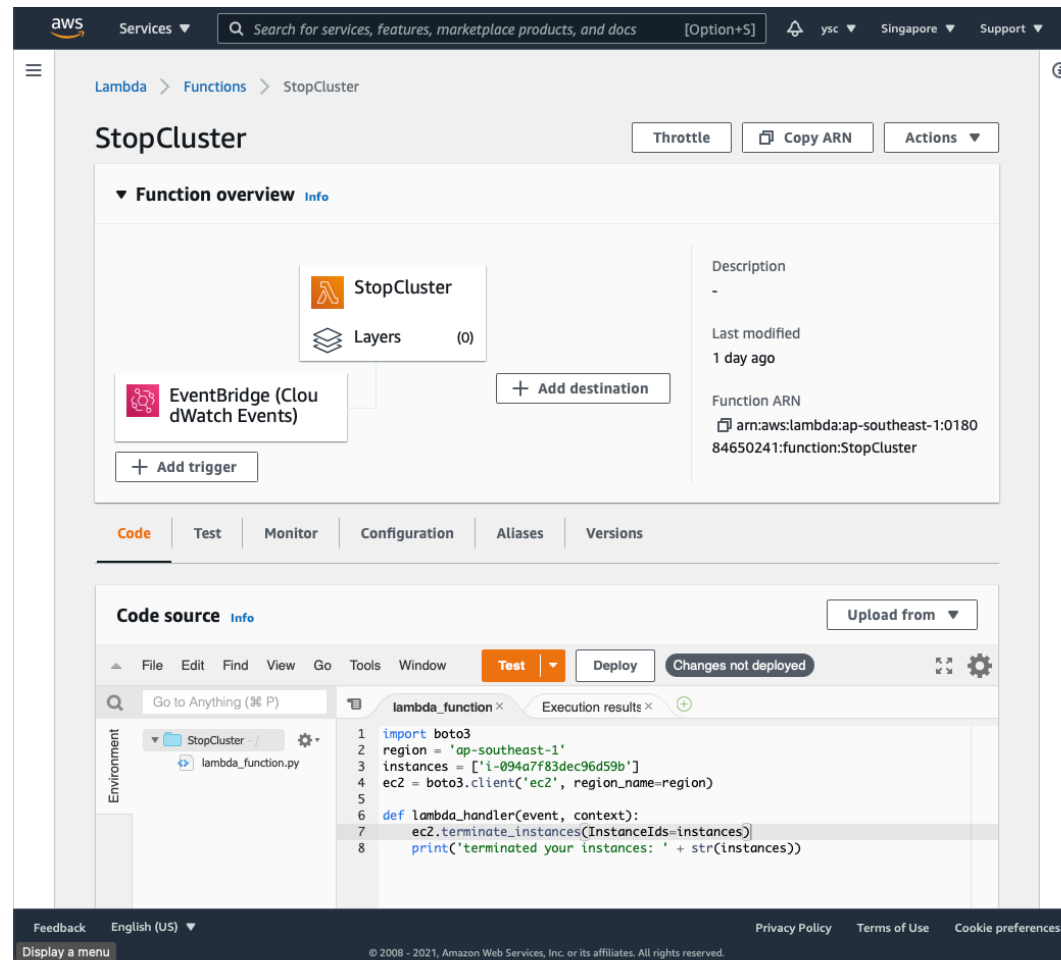 aws Services ▼ Search for services, features, marketplace products, and docs [Option+S] ysc ▼ Singapore ▼ Support ▼
Lambda > Functions > StopCluster
StopCluster
Throttle Copy ARN Actions ▼
▼ Function overview Info
StopCluster
Layers (0)
EventBridge (Clou
dWatch Events)
+ Add destination
+ Add trigger
Description
-
Last modified
1 day ago
Function ARN
arn:aws:lambda:ap-southeast-1:0180
84650241:function:StopCluster
Code Test Monitor Configuration Aliases Versions
Code source Info
Upload from ▼
File Edit Find View Go Tools Window Test Deploy Changes not deployed
Go to Anything (⌘ P)
lambda_function × Execution results ×
Environment
StopCluster - /
lambda_function.py
1 import boto3
2 region = 'ap-southeast-1'
3 instances = ['i-094a7f83dec96d59b']
4 ec2 = boto3.client('ec2', region_name=region)
5
6 def lambda_handler(event, context):
7     ec2.terminate_instances(InstanceIds=instances)
8     print('terminated your instances: ' + str(instances))
Feedback English (US) ▼ Privacy Policy Terms of Use Cookie preferences
Display a menu
© 2008 - 2021, Amazon Web Services, Inc. or its affiliates. All rights reserved.